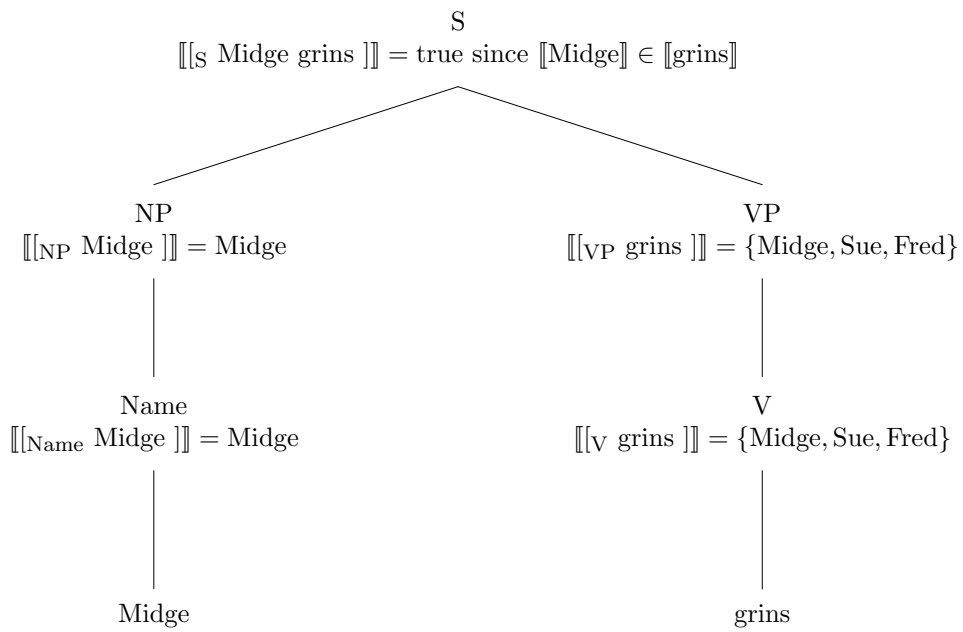 S
⟦[S Midge grins ]⟧ = true since ⟦Midge⟧ ∈ ⟦grins⟧
NP
VP
⟦[NP Midge ]⟧ = Midge
⟦[VP grins ]⟧ = {Midge, Sue, Fred}
Name
V
⟦[Name Midge ]⟧ = Midge
⟦[V grins ]⟧ = {Midge, Sue, Fred}
Midge
grins